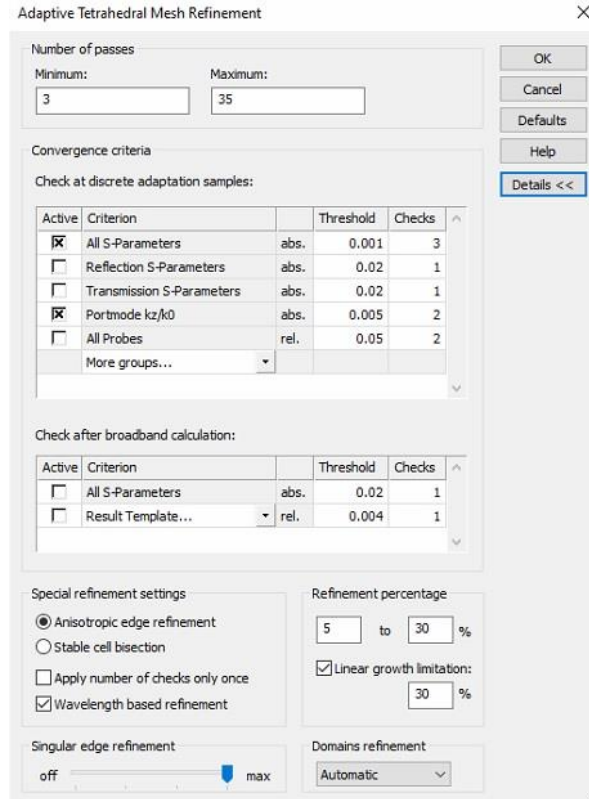 Adaptive Tetrahedral Mesh Refinement
Number of passes
Minimum: Maximum:
3 35
OK
Cancel
Defaults
Help
Details <<
Convergence criteria
Check at discrete adaptation samples:
Active Criterion Threshold Checks
All S-Parameters abs. 0.001 3
Reflection S-Parameters abs. 0.02 1
Transmission S-Parameters abs. 0.02 1
Portmode kz/k0 abs. 0.005 2
All Probes rel. 0.05 2
More groups...
Check after broadband calculation:
Active Criterion Threshold Checks
All S-Parameters abs. 0.02 1
Result Template... rel. 0.004 1
Special refinement settings
Anisotropic edge refinement
Stable cell bisection
Apply number of checks only once
Wavelength based refinement
Refinement percentage
5 to 30 %
Linear growth limitation:
30 %
Singular edge refinement
off max
Domains refinement
Automatic